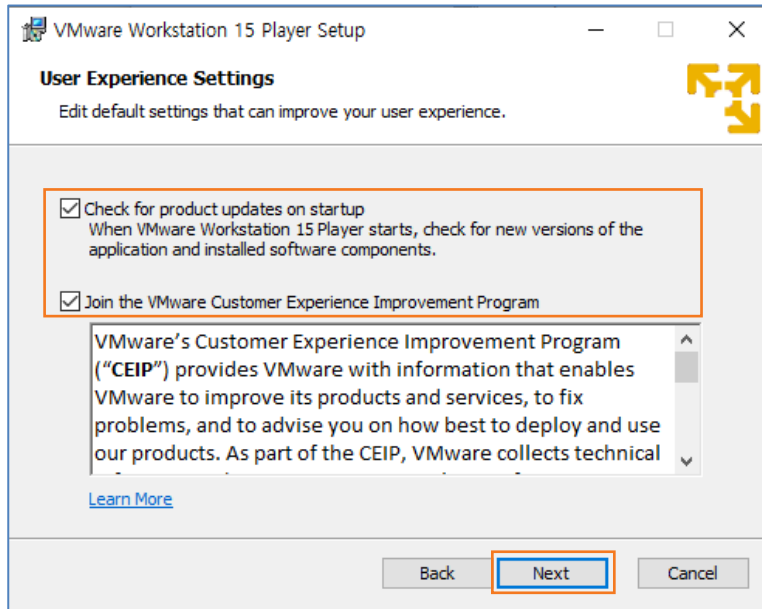 VMware Workstation 15 Player Setup
User Experience Settings
Edit default settings that can improve your user experience.
Check for product updates on startup
When VMware Workstation 15 Player starts, check for new versions of the
application and installed software components.
Join the VMware Customer Experience Improvement Program
VMware’s Customer Experience Improvement Program
(“CEIP”) provides VMware with information that enables
VMware to improve its products and services, to fix
problems, and to advise you on how best to deploy and use
our products. As part of the CEIP, VMware collects technical
Learn More
Back Next Cancel